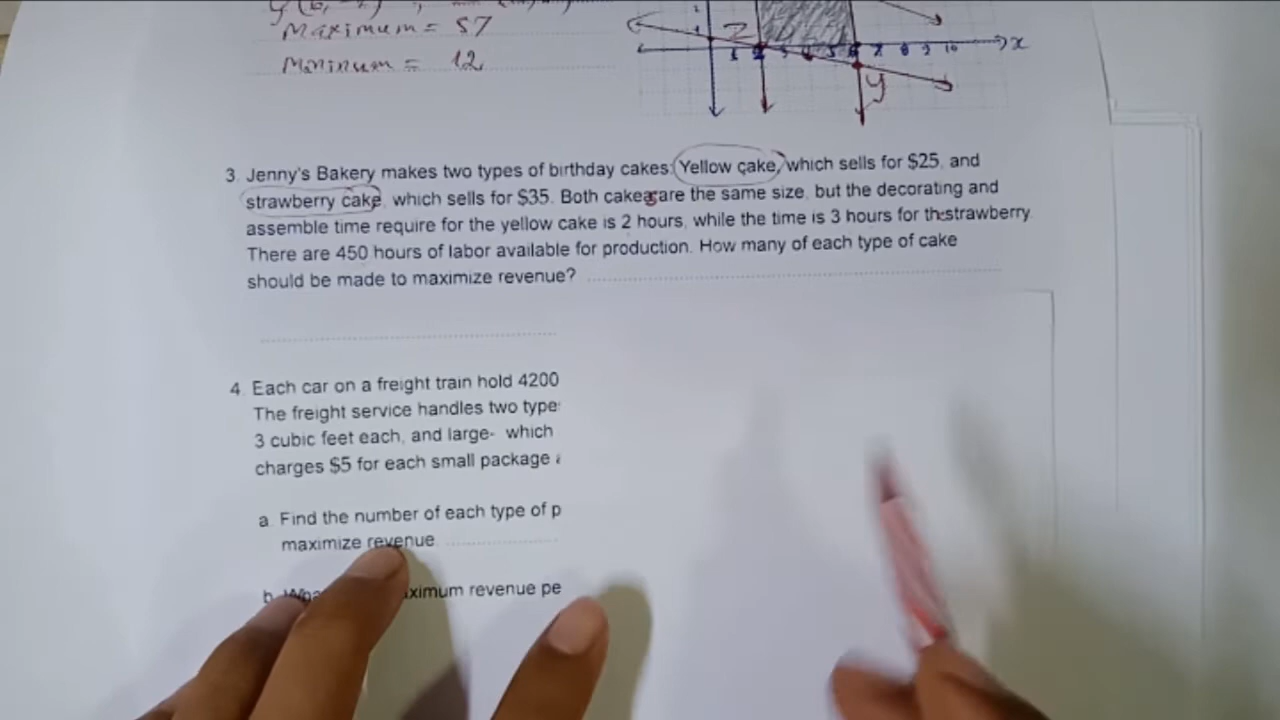 Maximum = 57
Minimum = 12
x
y
3. Jenny's Bakery makes two types of birthday cakes: Yellow cake, which sells for $25, and
strawberry cake, which sells for $35. Both cakes are the same size, but the decorating and
assemble time require for the yellow cake is 2 hours, while the time is 3 hours for the strawberry.
There are 450 hours of labor available for production. How many of each type of cake
should be made to maximize revenue?
4. Each car on a freight train hold 4200
The freight service handles two type
3 cubic feet each, and large- which
charges $5 for each small package
a. Find the number of each type of p
maximize revenue.
b. ximum revenue pe